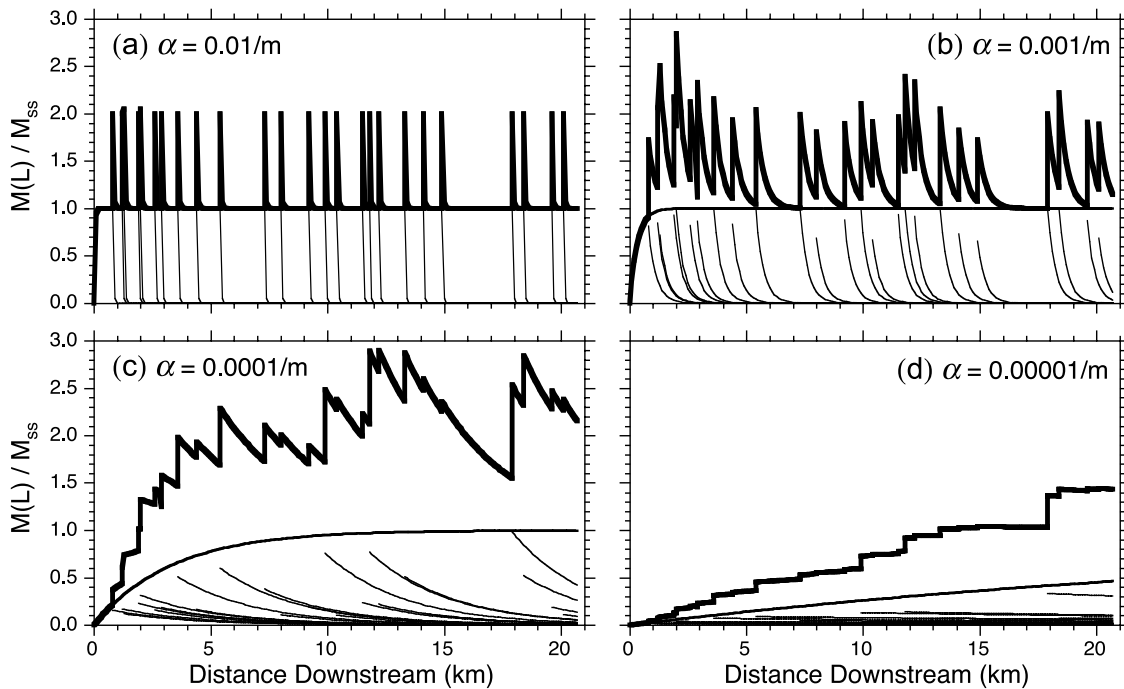 (a) α = 0.01/m
(b) α = 0.001/m
M(L) / Mss
3.0
2.5
2.0
1.5
1.0
0.5
0.0
(c) α = 0.0001/m
(d) α = 0.00001/m
M(L) / Mss
3.0
2.5
2.0
1.5
1.0
0.5
0.0
0 5 10 15 20 0 5 10 15 20
Distance Downstream (km) Distance Downstream (km)